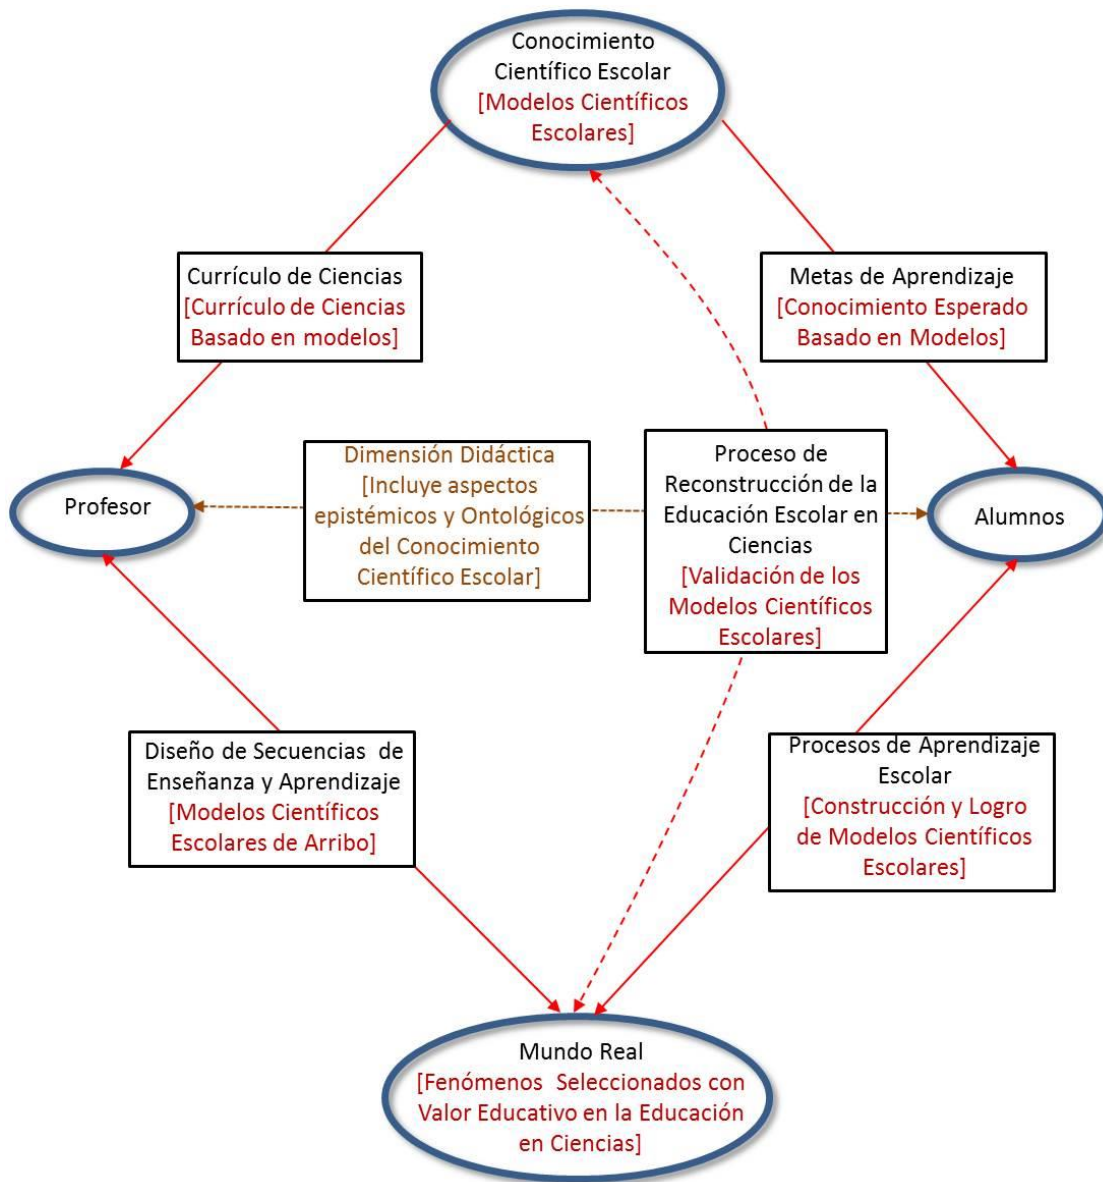 Conocimiento
Científico Escolar
[Modelos Científicos
Escolares]
Currículo de Ciencias
[Currículo de Ciencias
Basado en modelos]
Metas de Aprendizaje
[Conocimiento Esperado
Basado en Modelos]
Profesor
Dimensión Didáctica
[Incluye aspectos
epistémicos y Ontológicos
del Conocimiento
Científico Escolar]
Proceso de
Reconstrucción de la
Educación Escolar en
Ciencias
[Validación de los
Modelos Científicos
Escolares]
Alumnos
Diseño de Secuencias de
Enseñanza y Aprendizaje
[Modelos Científicos
Escolares de Arribo]
Procesos de Aprendizaje
Escolar
[Construcción y Logro
de Modelos Científicos
Escolares]
Mundo Real
[Fenómenos Seleccionados con
Valor Educativo en la Educación
en Ciencias]